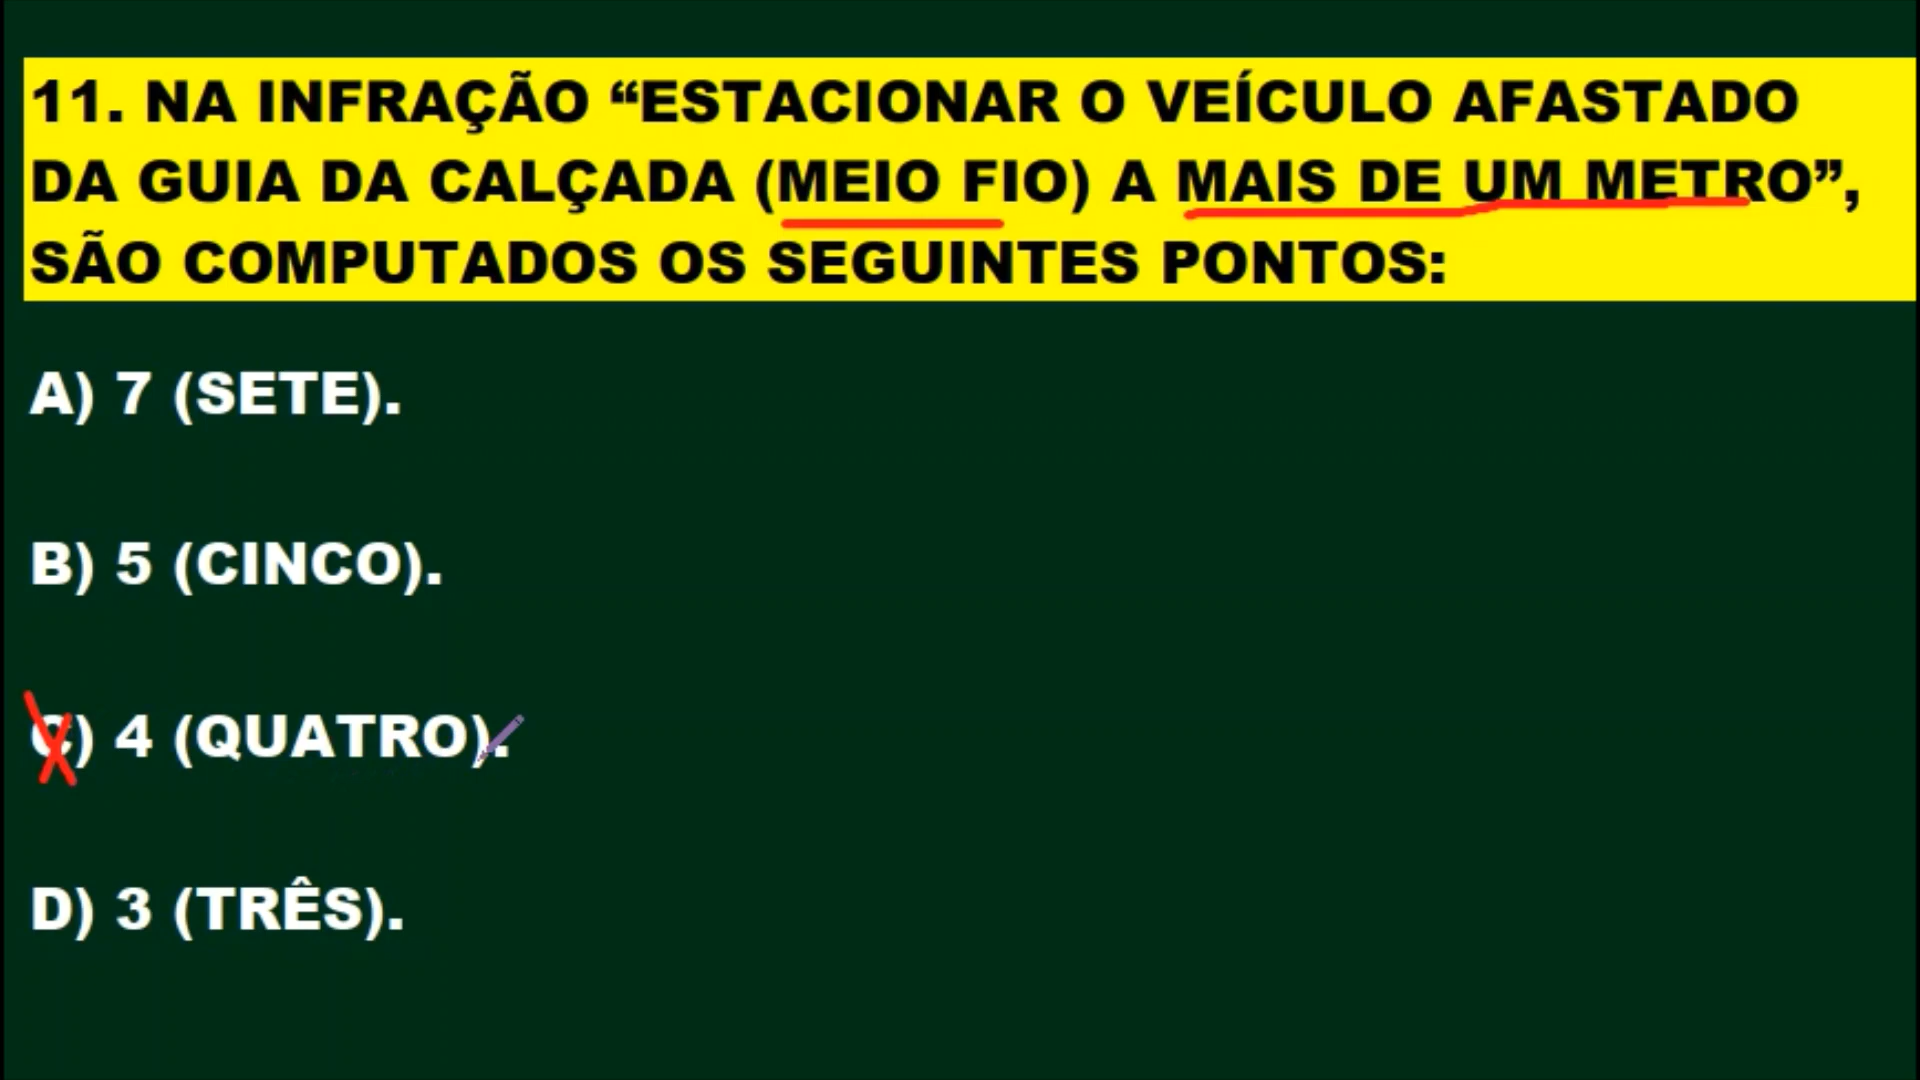 11. NA INFRAÇÃO “ESTACIONAR O VEÍCULO AFASTADO
DA GUIA DA CALÇADA (MEIO FIO) A MAIS DE UM METRO”,
SÃO COMPUTADOS OS SEGUINTES PONTOS:
A) 7 (SETE).
B) 5 (CINCO).
C) 4 (QUATRO).
D) 3 (TRÊS).